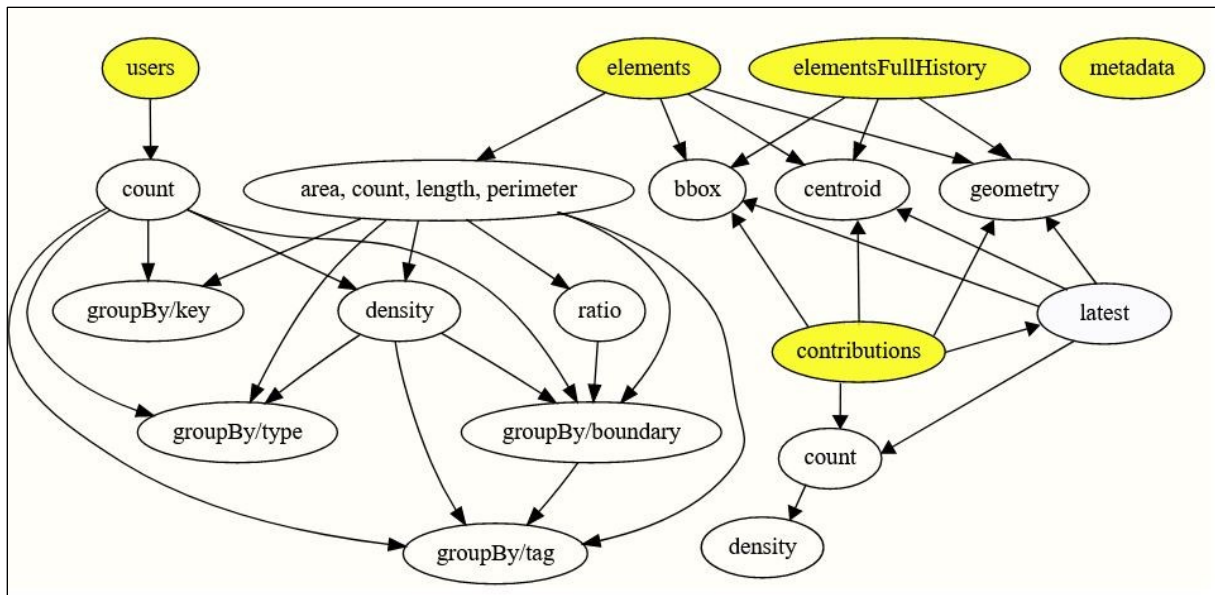 users
elements
elementsFullHistory
metadata
count
area, count, length, perimeter
bbox
centroid
geometry
groupBy/key
density
ratio
latest
contributions
groupBy/type
groupBy/boundary
count
groupBy/tag
density